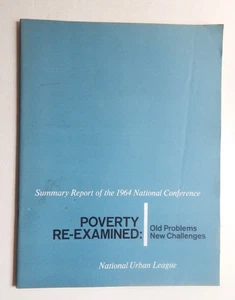 Summary Report of the 1964 National Conference
POVERTY
RE-EXAMINED:
Old Problems
New Challenges
National Urban League